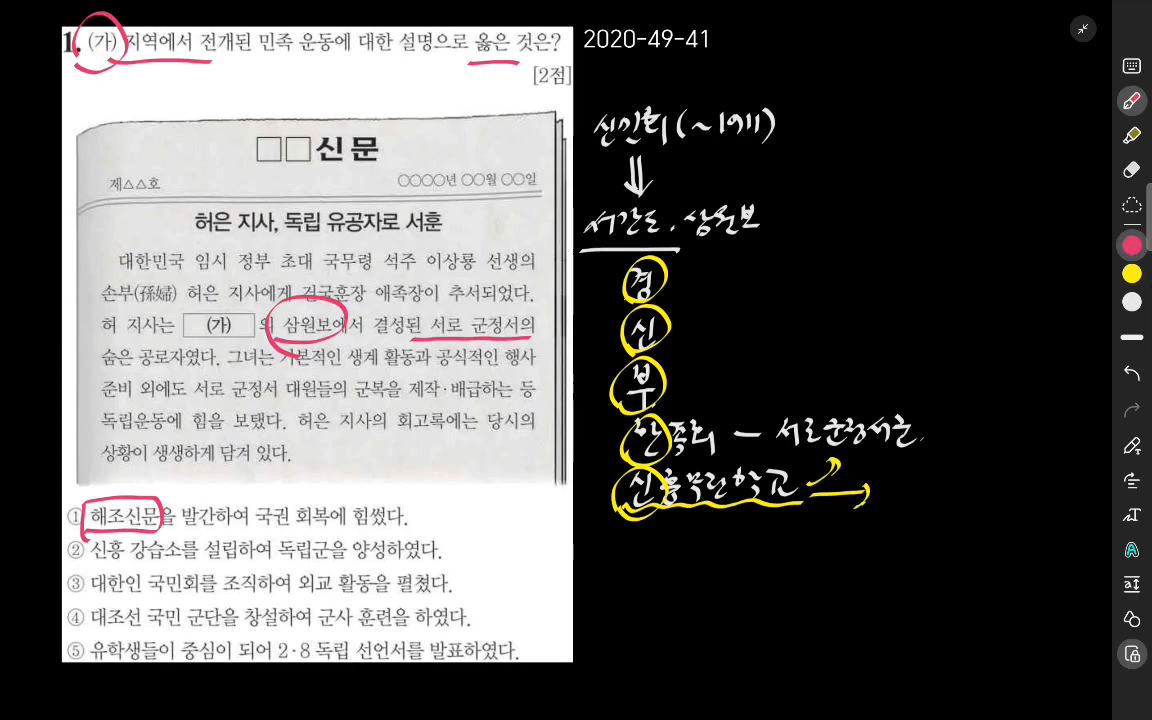 1. (가) 지역에서 전개된 민족 운동에 대한 설명으로 옳은 것은?
[2점]
□□신문
제△△호 ○○○○년 ○○월 ○○일
허은 지사, 독립 유공자로 서훈
대한민국 임시 정부 초대 국무령 석주 이상룡 선생의
손부(孫婦) 허은 지사에게 건국훈장 애족장이 추서되었다.
허 지사는 (가) 의 삼원보에서 결성된 서로 군정서의
숨은 공로자였다. 그녀는 기본적인 생계 활동과 공식적인 행사
준비 외에도 서로 군정서 대원들의 군복을 제작·배급하는 등
독립운동에 힘을 보탰다. 허은 지사의 회고록에는 당시의
상황이 생생하게 담겨 있다.
① 해조신문을 발간하여 국권 회복에 힘썼다.
② 신흥 강습소를 설립하여 독립군을 양성하였다.
③ 대한인 국민회를 조직하여 외교 활동을 펼쳤다.
④ 대조선 국민 군단을 창설하여 군사 훈련을 하였다.
⑤ 유학생들이 중심이 되어 2·8 독립 선언서를 발표하였다.
2020-49-41
신민회(~1911)
⇓
서간도. 삼원보
경
신
부
한족회 — 서로군정서군
신흥무관학교 →